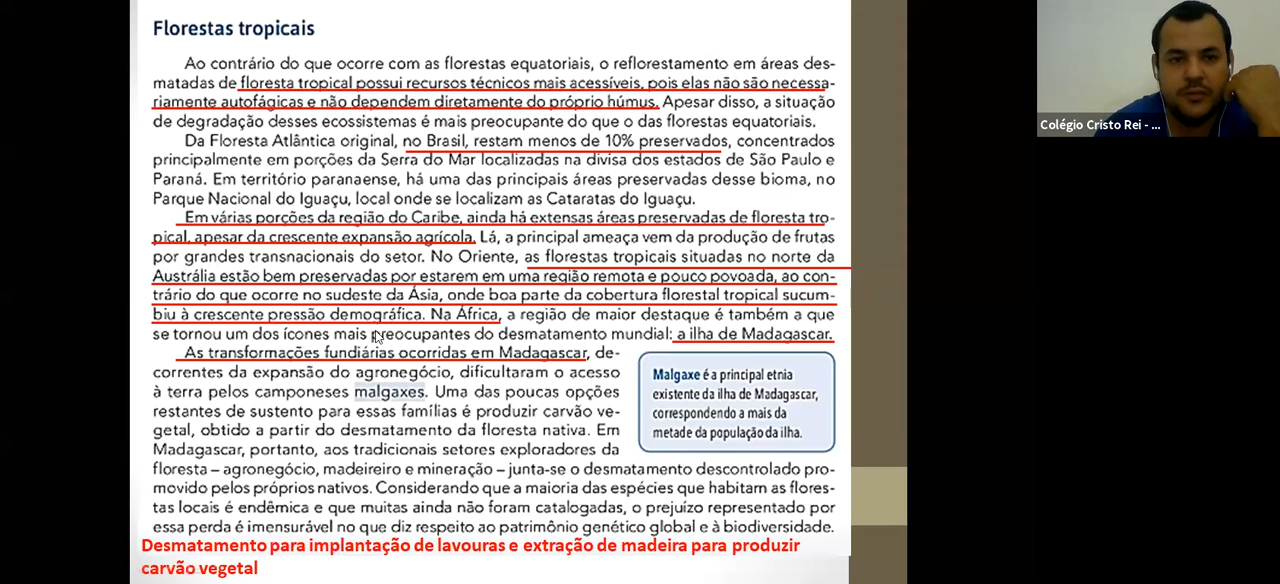 Florestas tropicais
Ao contrário do que ocorre com as florestas equatoriais, o reflorestamento em áreas des-
matadas de floresta tropical possui recursos técnicos mais acessíveis, pois elas não são necessa-
riamente autofágicas e não dependem diretamente do próprio húmus. Apesar disso, a situação
de degradação desses ecossistemas é mais preocupante do que o das florestas equatoriais.
Da Floresta Atlântica original, no Brasil, restam menos de 10% preservados, concentrados
principalmente em porções da Serra do Mar localizadas na divisa dos estados de São Paulo e
Paraná. Em território paranaense, há uma das principais áreas preservadas desse bioma, no
Parque Nacional do Iguaçu, local onde se localizam as Cataratas do Iguaçu.
Em várias porções da região do Caribe, ainda há extensas áreas preservadas de floresta tro-
pical, apesar da crescente expansão agrícola. Lá, a principal ameaça vem da produção de frutas
por grandes transnacionais do setor. No Oriente, as florestas tropicais situadas no norte da
Austrália estão bem preservadas por estarem em uma região remota e pouco povoada, ao con-
trário do que ocorre no sudeste da Ásia, onde boa parte da cobertura florestal tropical sucum-
biu à crescente pressão demográfica. Na África, a região de maior destaque é também a que
se tornou um dos ícones mais preocupantes do desmatamento mundial: a ilha de Madagascar.
As transformações fundiárias ocorridas em Madagascar, de-
correntes da expansão do agronegócio, dificultaram o acesso
à terra pelos camponeses malgaxes. Uma das poucas opções
restantes de sustento para essas famílias é produzir carvão ve-
getal, obtido a partir do desmatamento da floresta nativa. Em
Madagascar, portanto, aos tradicionais setores exploradores da
floresta – agronegócio, madeireiro e mineração – junta-se o desmatamento descontrolado pro-
movido pelos próprios nativos. Considerando que a maioria das espécies que habitam as flores-
tas locais é endêmica e que muitas ainda não foram catalogadas, o prejuízo representado por
essa perda é imensurável no que diz respeito ao patrimônio genético global e à biodiversidade.
Malgaxe é a principal etnia
existente da ilha de Madagascar,
correspondendo a mais da
metade da população da ilha.
Desmatamento para implantação de lavouras e extração de madeira para produzir
carvão vegetal
Colégio Cristo Rei - ...